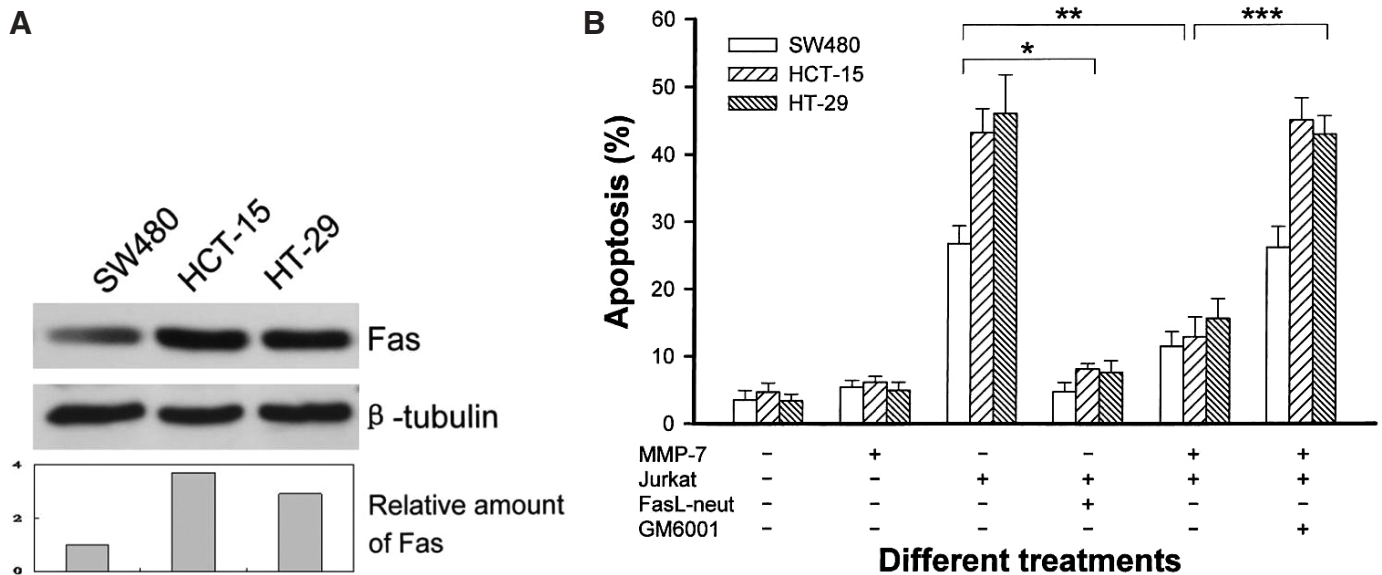 A
SW480 HCT-15 HT-29
Fas
β-tubulin
4
2
0
Relative amount
of Fas
B
SW480
HCT-15
HT-29
* ** ***
Apoptosis (%)
60
50
40
30
20
10
0
MMP-7 – + – – + +
Jurkat – – + + + +
FasL-neut – – – + – –
GM6001 – – – – – +
Different treatments